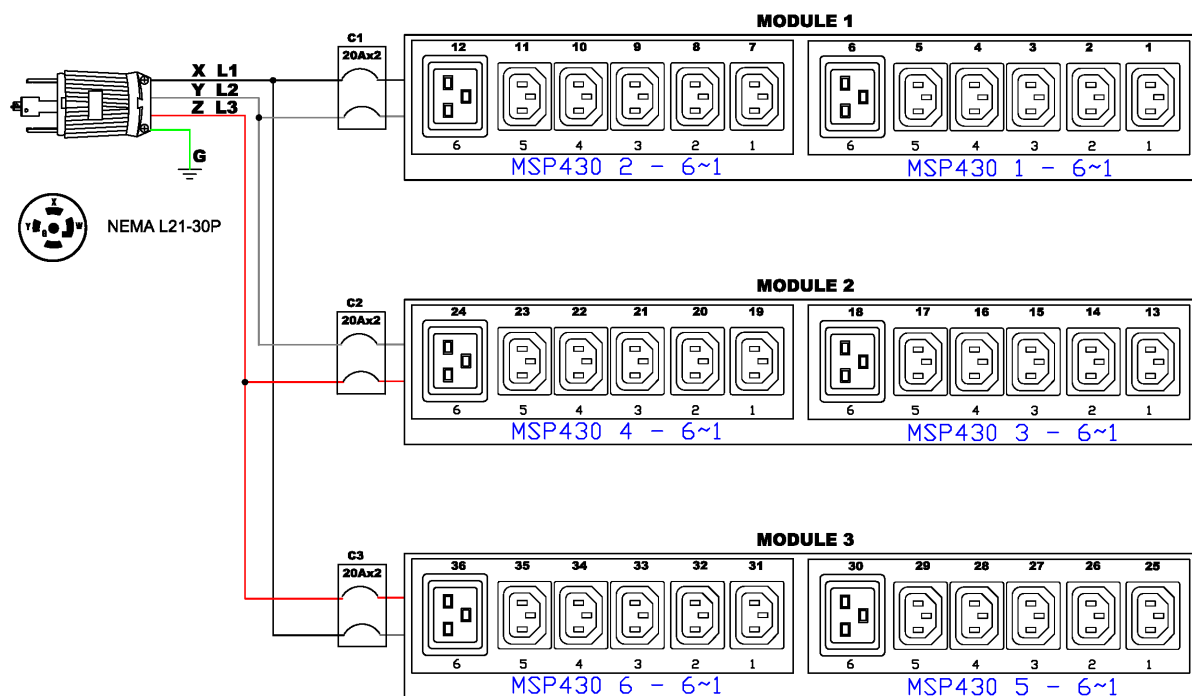 MODULE 1
C1
20Ax2
12 11 10 9 8 7 6 5 4 3 2 1
X L1
Y L2
Z L3
G
6 5 4 3 2 1 6 5 4 3 2 1
MSP430 2 - 6~1 MSP430 1 - 6~1
X
Y W
G
NEMA L21-30P
MODULE 2
C2
20Ax2
24 23 22 21 20 19 18 17 16 15 14 13
6 5 4 3 2 1 6 5 4 3 2 1
MSP430 4 - 6~1 MSP430 3 - 6~1
MODULE 3
C3
20Ax2
36 35 34 33 32 31 30 29 28 27 26 25
6 5 4 3 2 1 6 5 4 3 2 1
MSP430 6 - 6~1 MSP430 5 - 6~1